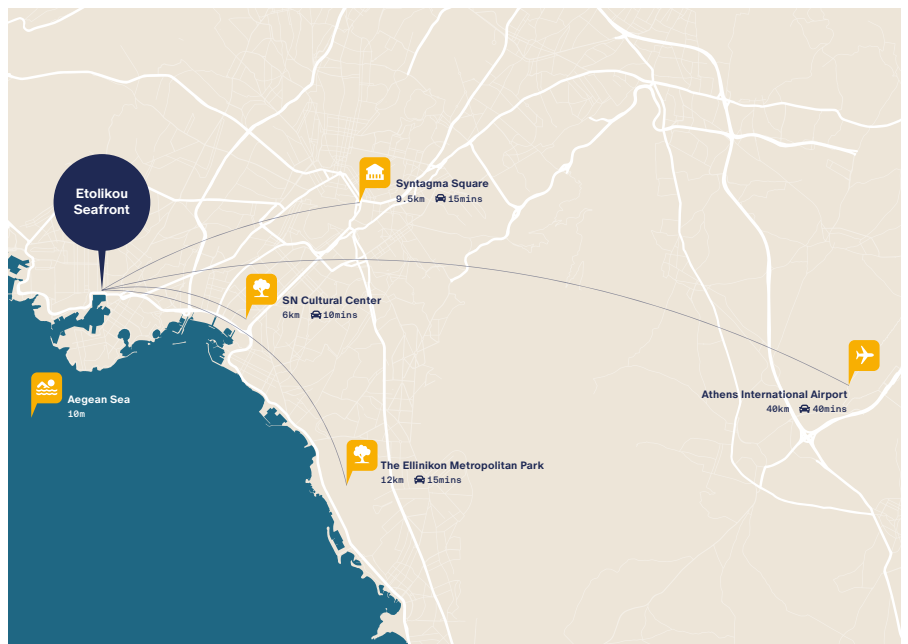 Etolikou
Seafront
Syntagma Square
9.5km 15mins
SN Cultural Center
6km 10mins
Aegean Sea
10m
Athens International Airport
40km 40mins
The Ellinikon Metropolitan Park
12km 15mins